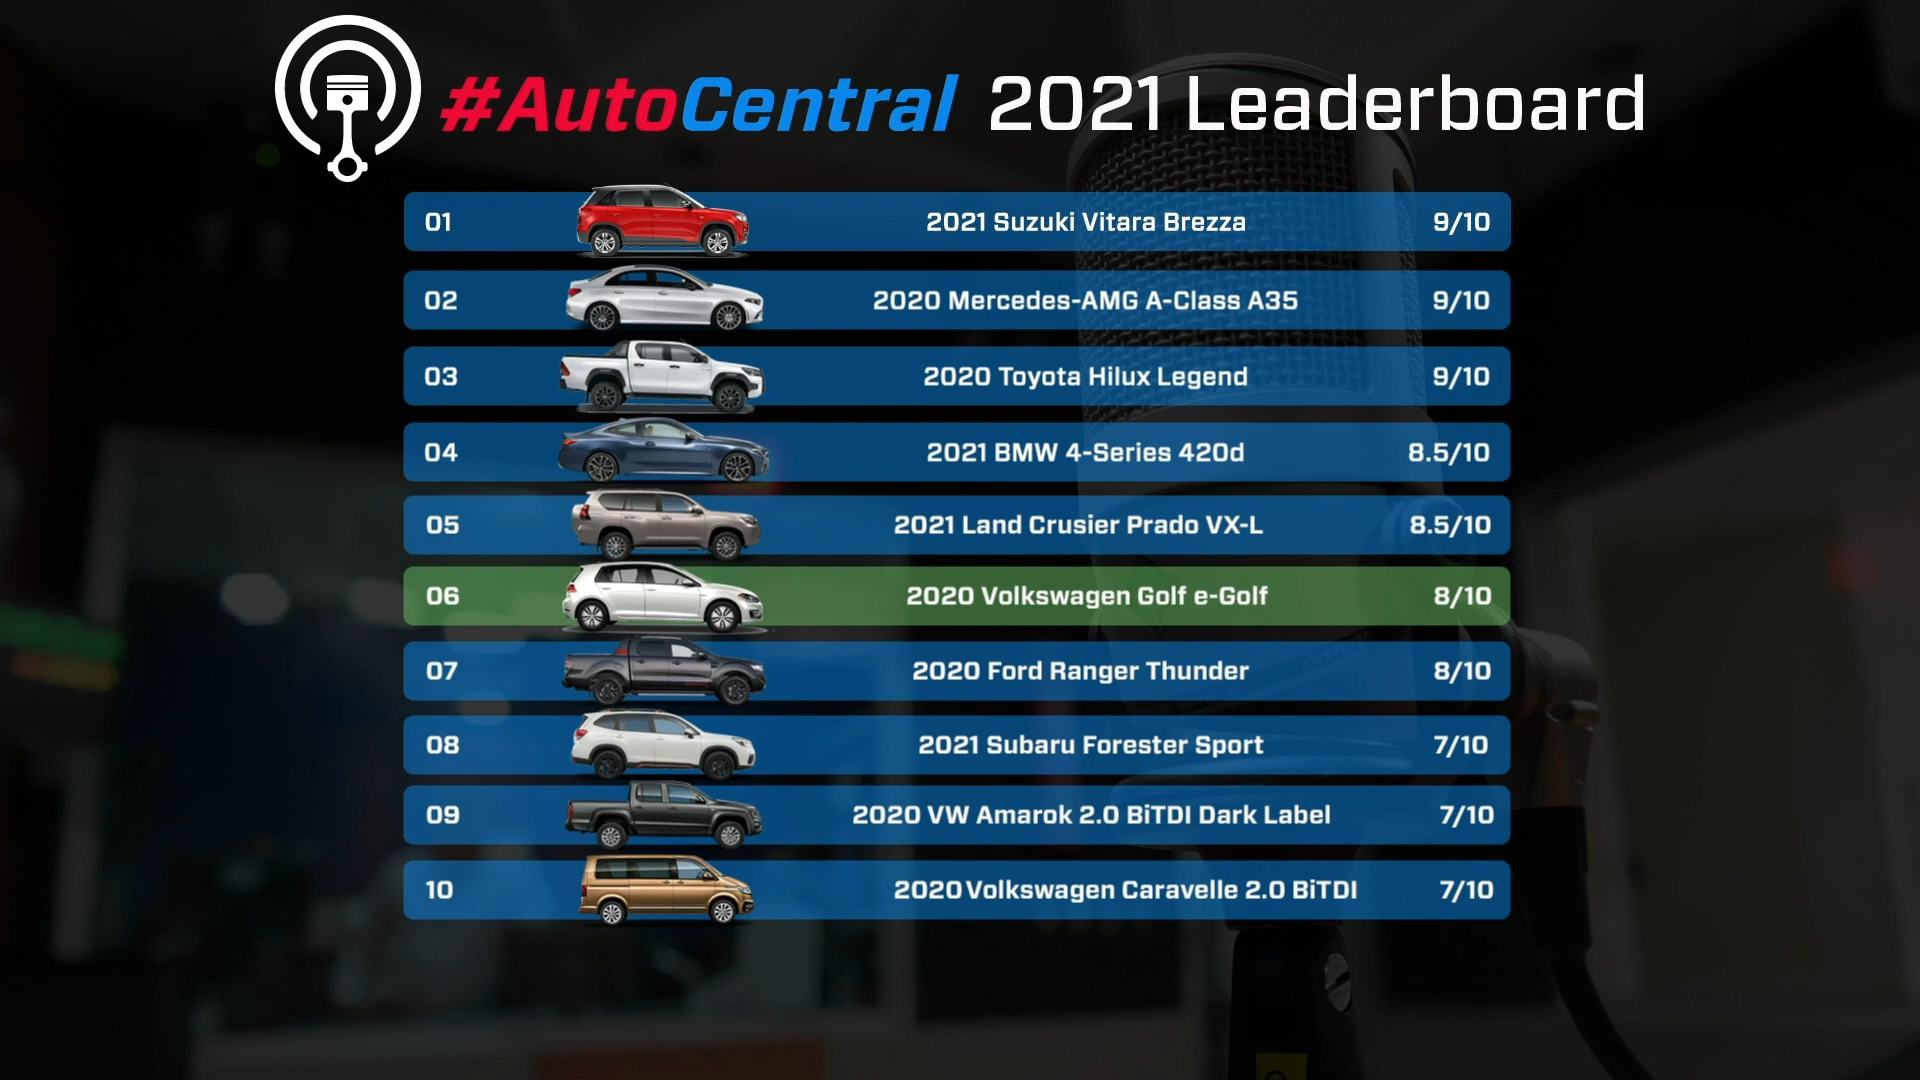 #AutoCentral 2021 Leaderboard
01 2021 Suzuki Vitara Brezza 9/10
02 2020 Mercedes-AMG A-Class A35 9/10
03 2020 Toyota Hilux Legend 9/10
04 2021 BMW 4-Series 420d 8.5/10
05 2021 Land Crusier Prado VX-L 8.5/10
06 2020 Volkswagen Golf e-Golf 8/10
07 2020 Ford Ranger Thunder 8/10
08 2021 Subaru Forester Sport 7/10
09 2020 VW Amarok 2.0 BiTDI Dark Label 7/10
10 2020 Volkswagen Caravelle 2.0 BiTDI 7/10